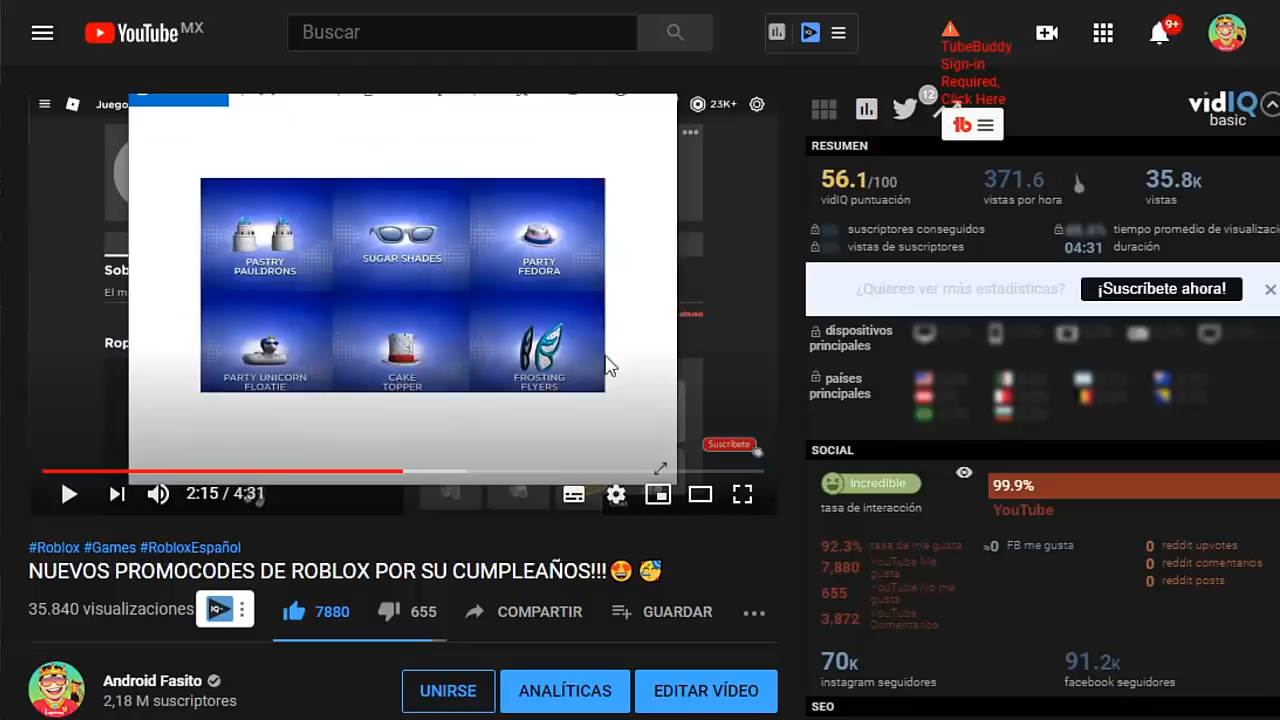 YouTube MX
Buscar
9+
TubeBuddy
Sign-in
Required,
Click Here
12
vidIQ
basic
Juego
23K+
PASTRY
PAULDRONS
SUGAR SHADES
PARTY
FEDORA
PARTY UNICORN
FLOATIE
CAKE
TOPPER
FROSTING
FLYERS
Sob
El m
Rop
Suscríbete
2:15 / 4:31
#Roblox #Games #RobloxEspañol
NUEVOS PROMOCODES DE ROBLOX POR SU CUMPLEAÑOS!!!😍 🥳
35.840 visualizaciones
7880
655
COMPARTIR
GUARDAR
Android Fasito
2,18 M suscriptores
UNIRSE
ANALÍTICAS
EDITAR VÍDEO
RESUMEN
56.1/100
vidIQ puntuación
371.6
vistas por hora
35.8K
vistas
suscriptores conseguidos
vistas de suscriptores
tiempo promedio de visualizaci
04:31 duración
¿Quieres ver más estadísticas?
¡Suscríbete ahora!
dispositivos
principales
países
principales
SOCIAL
Incredible
tasa de interacción
99.9%
YouTube
92.3% tasa de me gusta
7,880 YouTube Me
gusta
655 YouTube No me
gusta
3,872 YouTube
Comentarios
≈0 FB me gusta
0 reddit upvotes
0 reddit comentarios
0 reddit posts
70K
instagram seguidores
91.2K
facebook seguidores
SEO